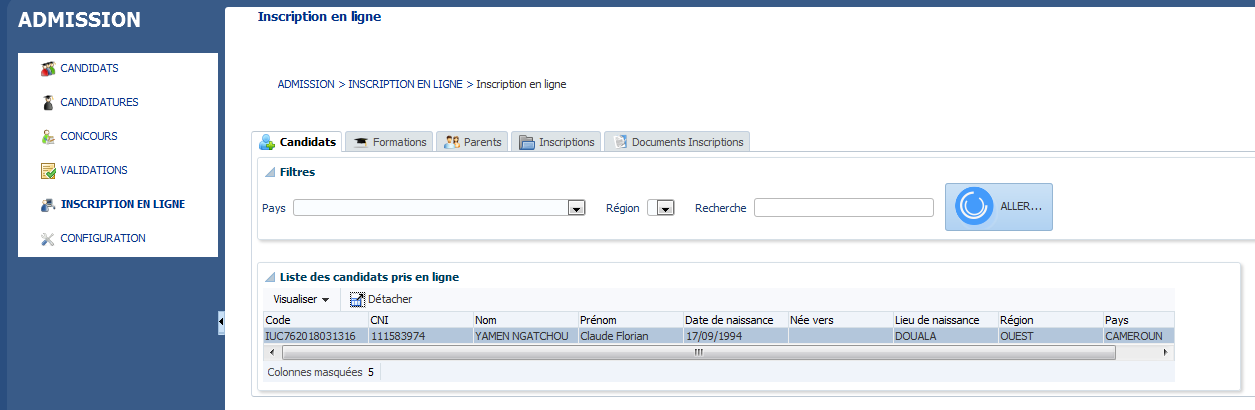 ADMISSION
CANDIDATS
CANDIDATURES
CONCOURS
VALIDATIONS
INSCRIPTION EN LIGNE
CONFIGURATION
Inscription en ligne
ADMISSION > INSCRIPTION EN LIGNE > Inscription en ligne
Candidats Formations Parents Inscriptions Documents Inscriptions
Filtres
Pays Région Recherche ALLER...
Liste des candidats pris en ligne
Visualiser Détacher
Code CNI Nom Prénom Date de naissance Née vers Lieu de naissance Région Pays
IUC762018031316 111583974 YAMEN NGATCHOU Claude Florian 17/09/1994 DOUALA OUEST CAMEROUN
Colonnes masquées 5